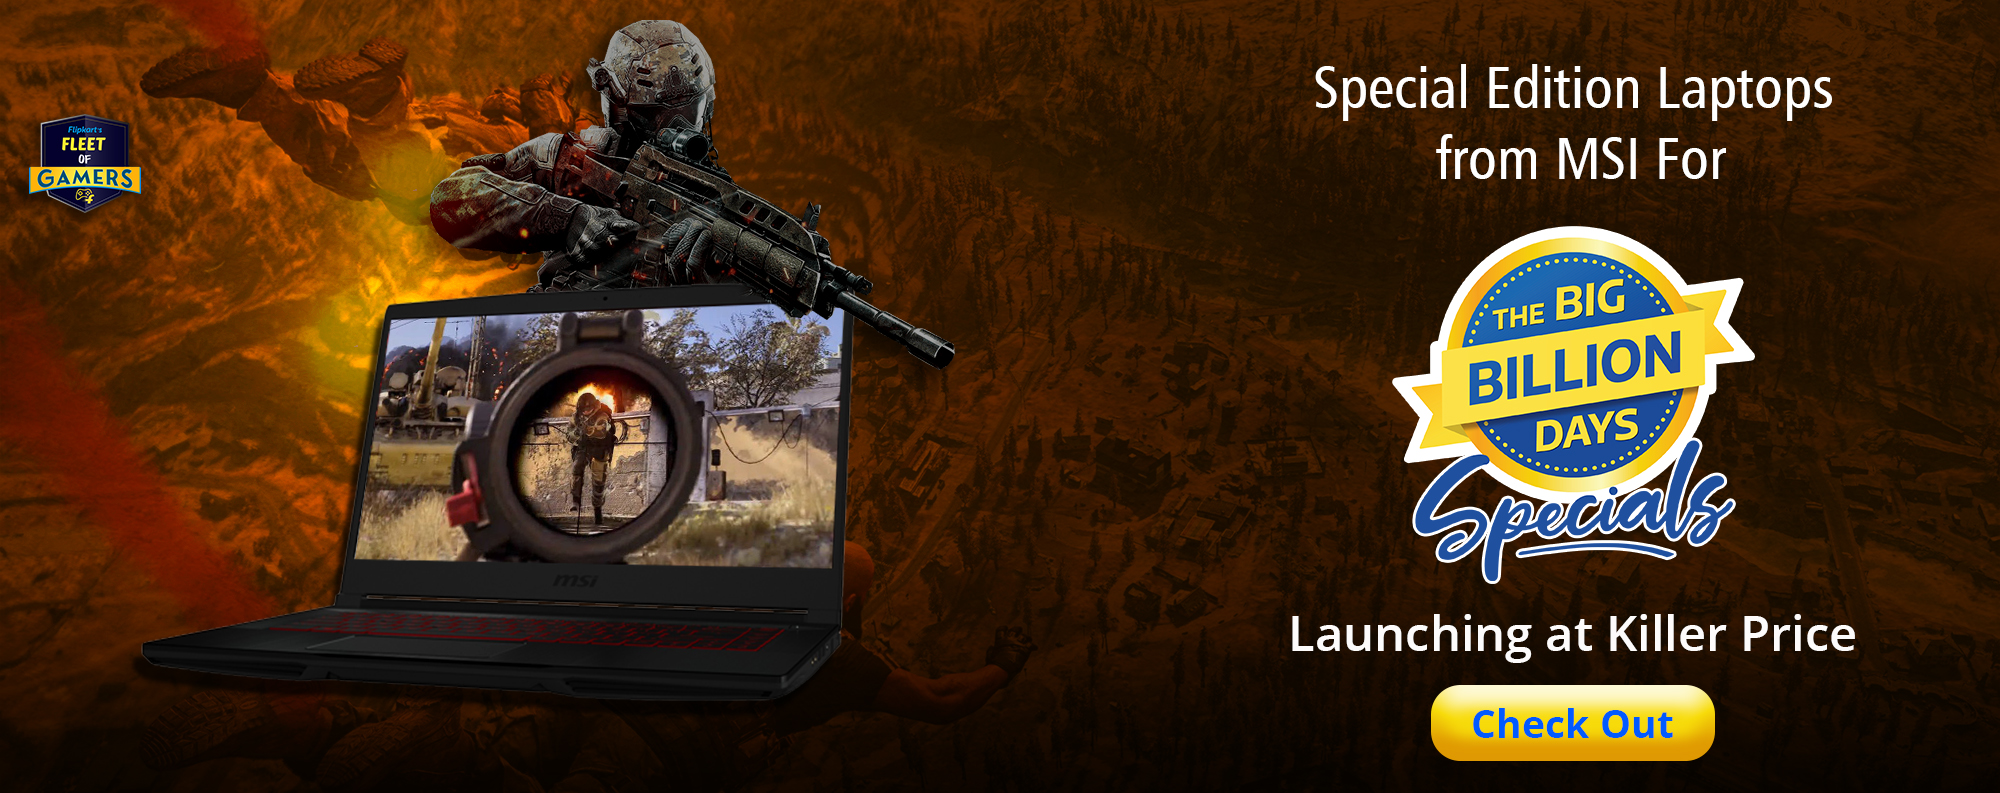 Flipkart's
FLEET
OF
GAMERS
Special Edition Laptops
from MSI For
THE BIG
BILLION
DAYS
Specials
msi
Launching at Killer Price
Check Out